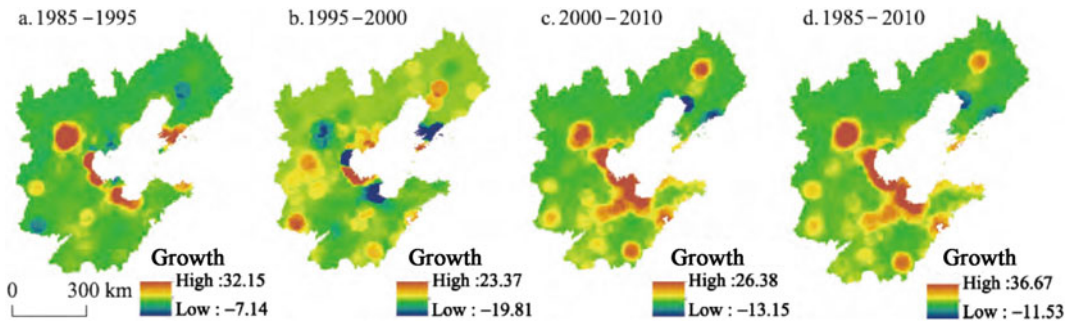 a. 1985-1995
b. 1995-2000
c. 2000-2010
d. 1985-2010
Growth
High :32.15
Low : -7.14
Growth
High :23.37
Low : -19.81
Growth
High :26.38
Low : -13.15
Growth
High :36.67
Low : -11.53
0 300 km